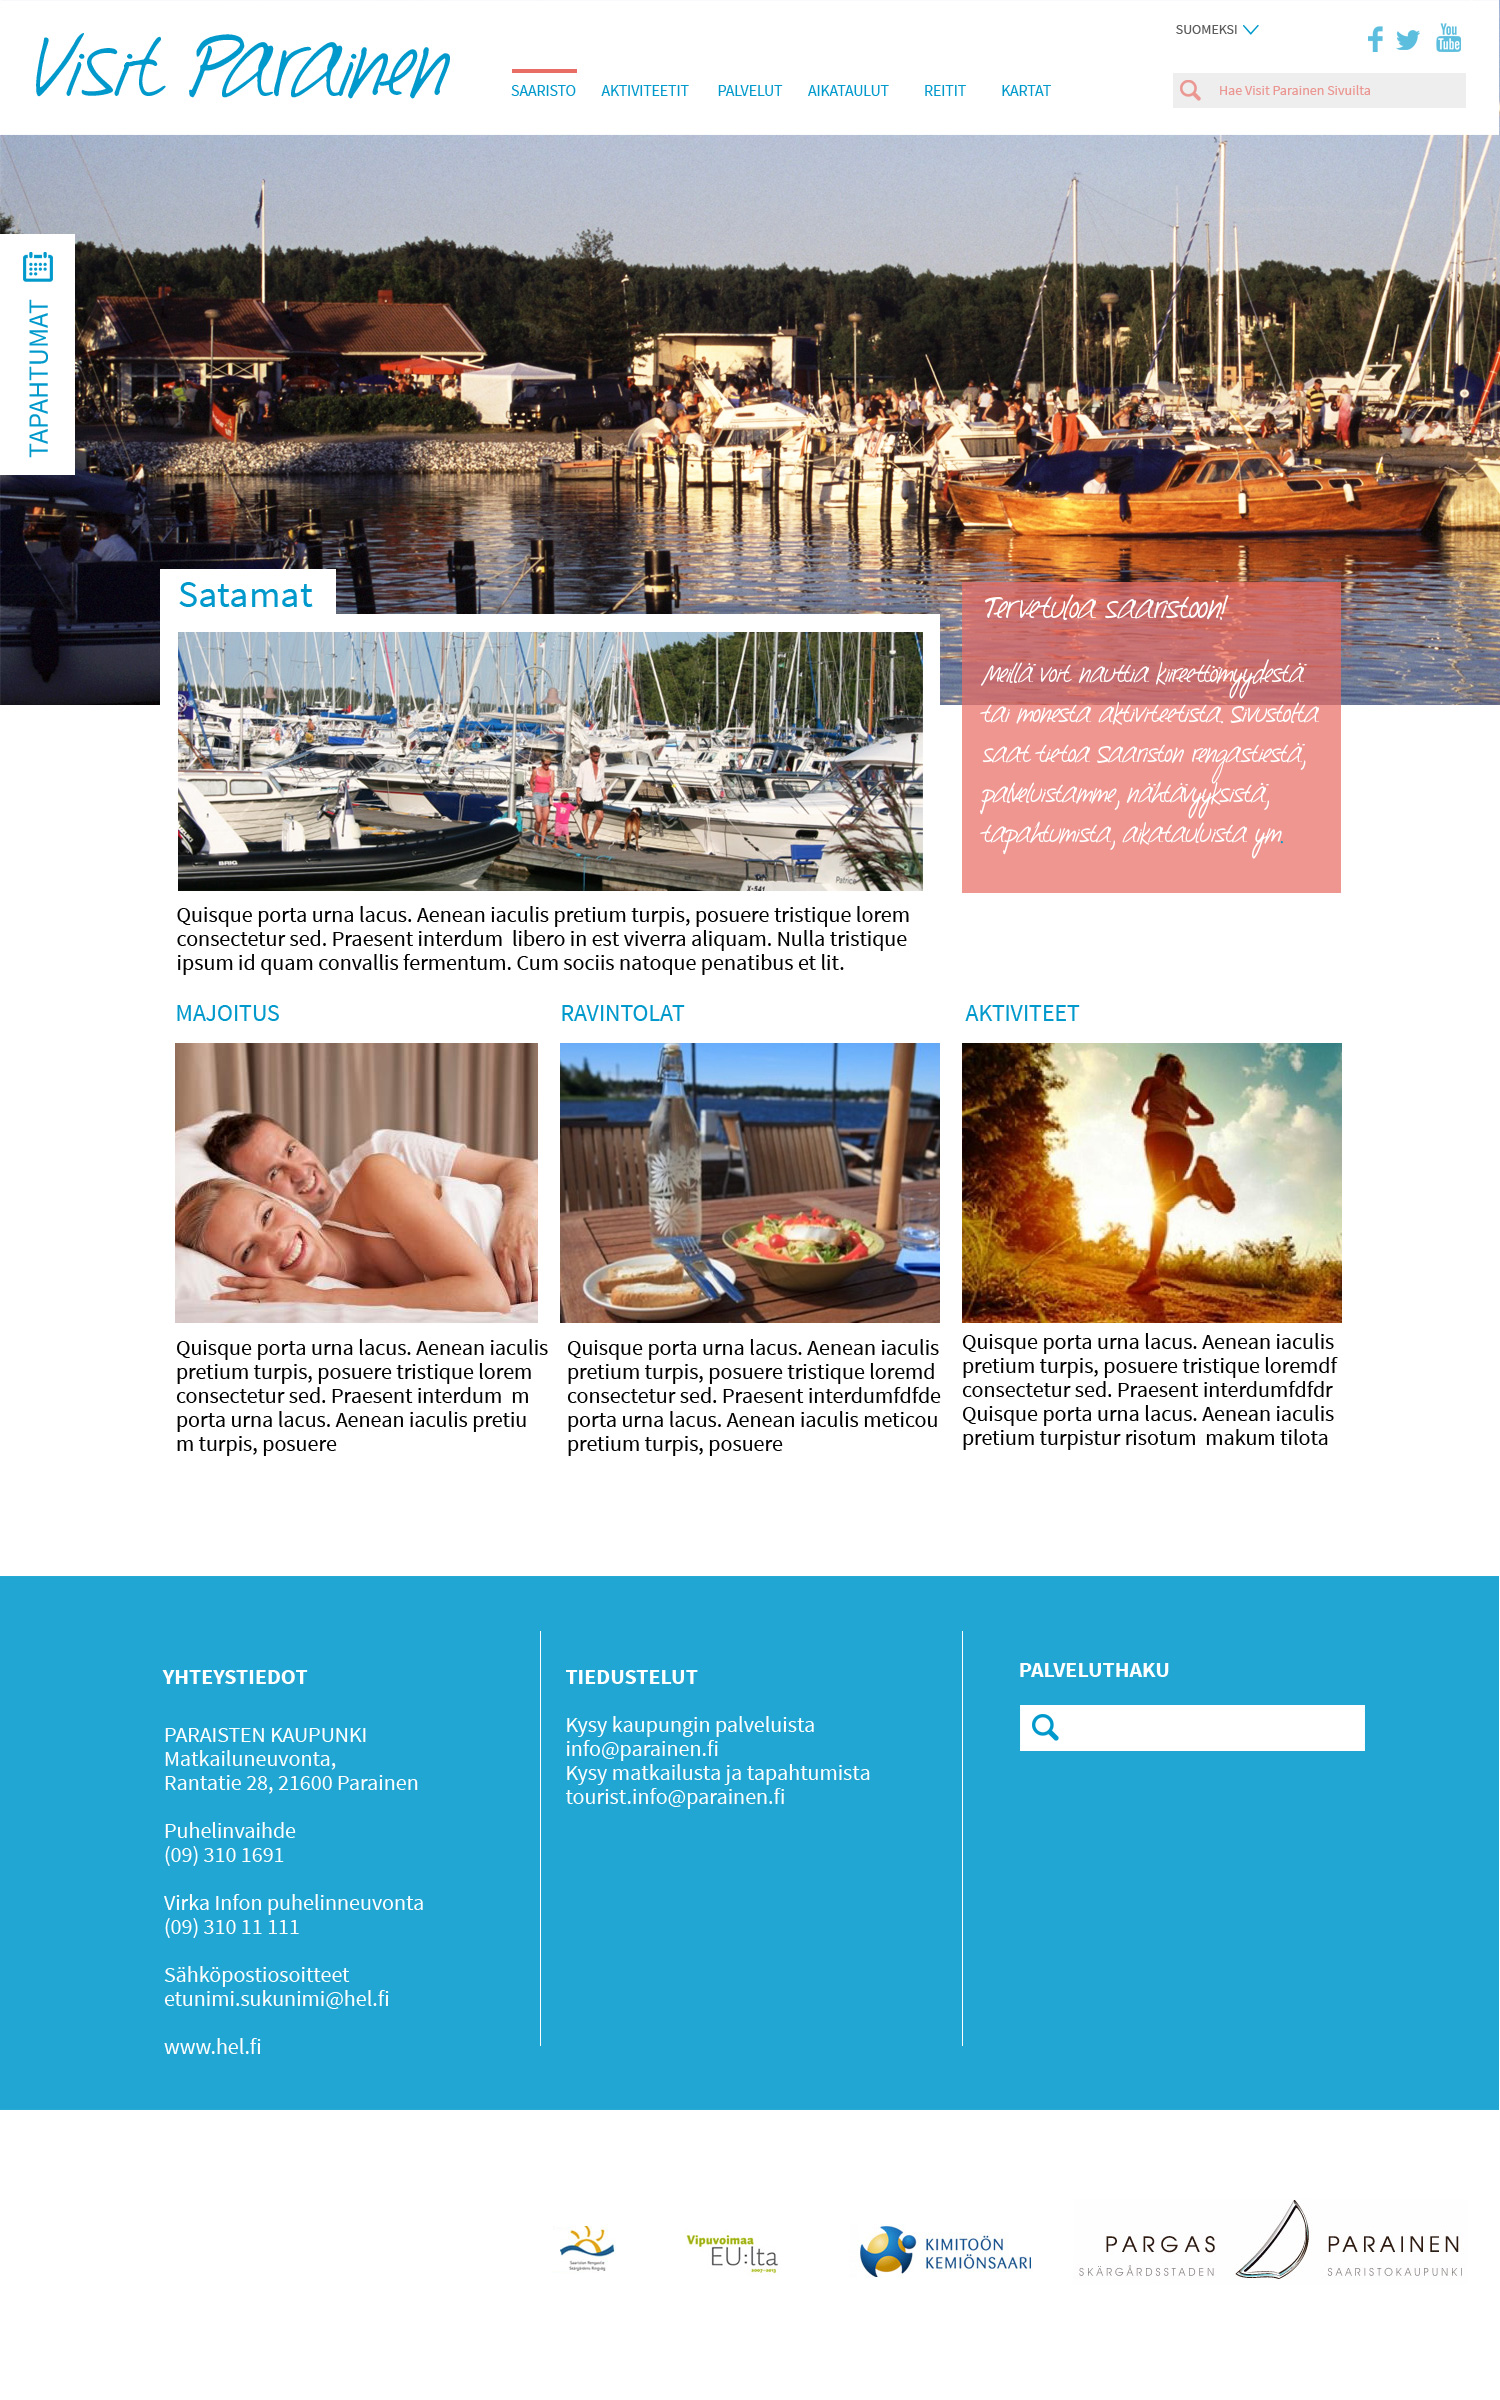 Visit Parainen
SUOMEKSI
You
Tube
SAARISTO AKTIVITEETIT PALVELUT AIKATAULUT REITIT KARTAT
Hae Visit Parainen Sivuilta
TAPAHTUMAT
Satamat
Tervetuloa saaristoon!
Meillä voit nauttia kiireettömyydestä
tai monesta aktiviteetista. Sivustolta
saat tietoa Saariston rengastiestä,
palveluistamme, nähtävyyksistä,
tapahtumista, aikatauluista ym.
BRIG
X-541
Patrice
Quisque porta urna lacus. Aenean iaculis pretium turpis, posuere tristique lorem
consectetur sed. Praesent interdum  libero in est viverra aliquam. Nulla tristique
ipsum id quam convallis fermentum. Cum sociis natoque penatibus et lit.
MAJOITUS
Quisque porta urna lacus. Aenean iaculis
pretium turpis, posuere tristique lorem
consectetur sed. Praesent interdum  m
porta urna lacus. Aenean iaculis pretiu
m turpis, posuere
RAVINTOLAT
Quisque porta urna lacus. Aenean iaculis
pretium turpis, posuere tristique loremd
consectetur sed. Praesent interdumfdfde
porta urna lacus. Aenean iaculis meticou
pretium turpis, posuere
AKTIVITEET
Quisque porta urna lacus. Aenean iaculis
pretium turpis, posuere tristique loremdf
consectetur sed. Praesent interdumfdfdr
Quisque porta urna lacus. Aenean iaculis
pretium turpistur risotum  makum tilota
YHTEYSTIEDOT
PARAISTEN KAUPUNKI
Matkailuneuvonta,
Rantatie 28, 21600 Parainen
Puhelinvaihde
(09) 310 1691
Virka Infon puhelinneuvonta
(09) 310 11 111
Sähköpostiosoitteet
etunimi.sukunimi@hel.fi
www.hel.fi
TIEDUSTELUT
Kysy kaupungin palveluista
info@parainen.fi
Kysy matkailusta ja tapahtumista
tourist.info@parainen.fi
PALVELUTHAKU
Saariston Rengastie
Skärgårdens Ringväg
Vipuvoimaa
EU:lta
2007–2013
KIMITOÖN
KEMIÖNSAARI
PARGAS
SKÄRGÅRDSSTADEN
PARAINEN
SAARISTOKAUPUNKI